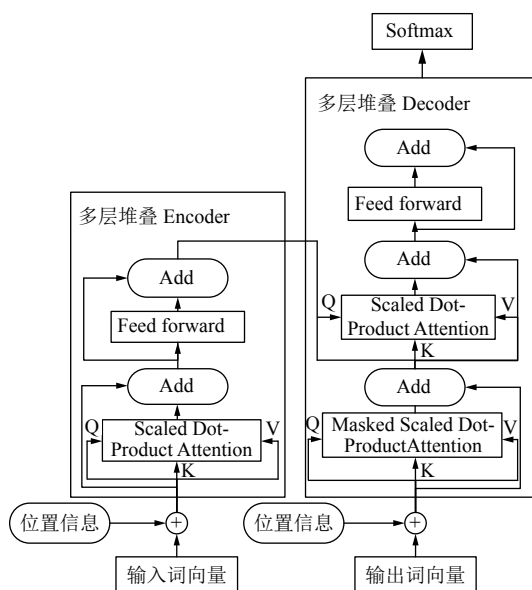 Softmax
多层堆叠 Decoder
Add
Feed forward
Add
Q
Scaled Dot-
Product Attention
V
K
Add
Q
Masked Scaled Dot-
ProductAttention
V
K
多层堆叠 Encoder
Add
Feed forward
Add
Q
Scaled Dot-
Product Attention
V
K
位置信息
+
输入词向量
位置信息
+
输出词向量